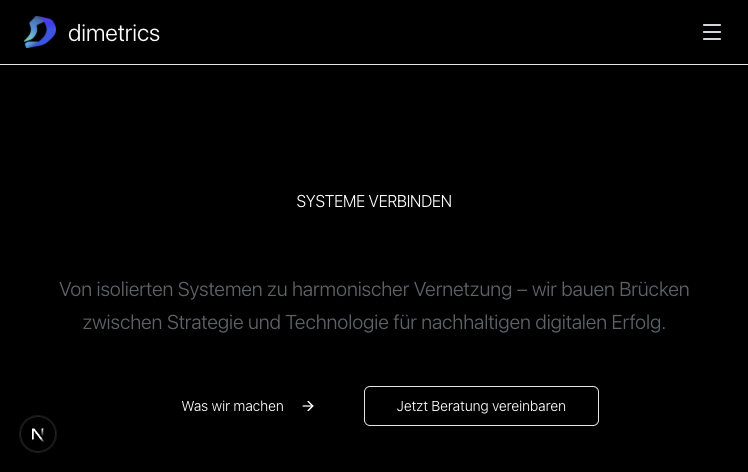 dimetrics
SYSTEME VERBINDEN
Von isolierten Systemen zu harmonischer Vernetzung – wir bauen Brücken
zwischen Strategie und Technologie für nachhaltigen digitalen Erfolg.
Was wir machen → Jetzt Beratung vereinbaren
N